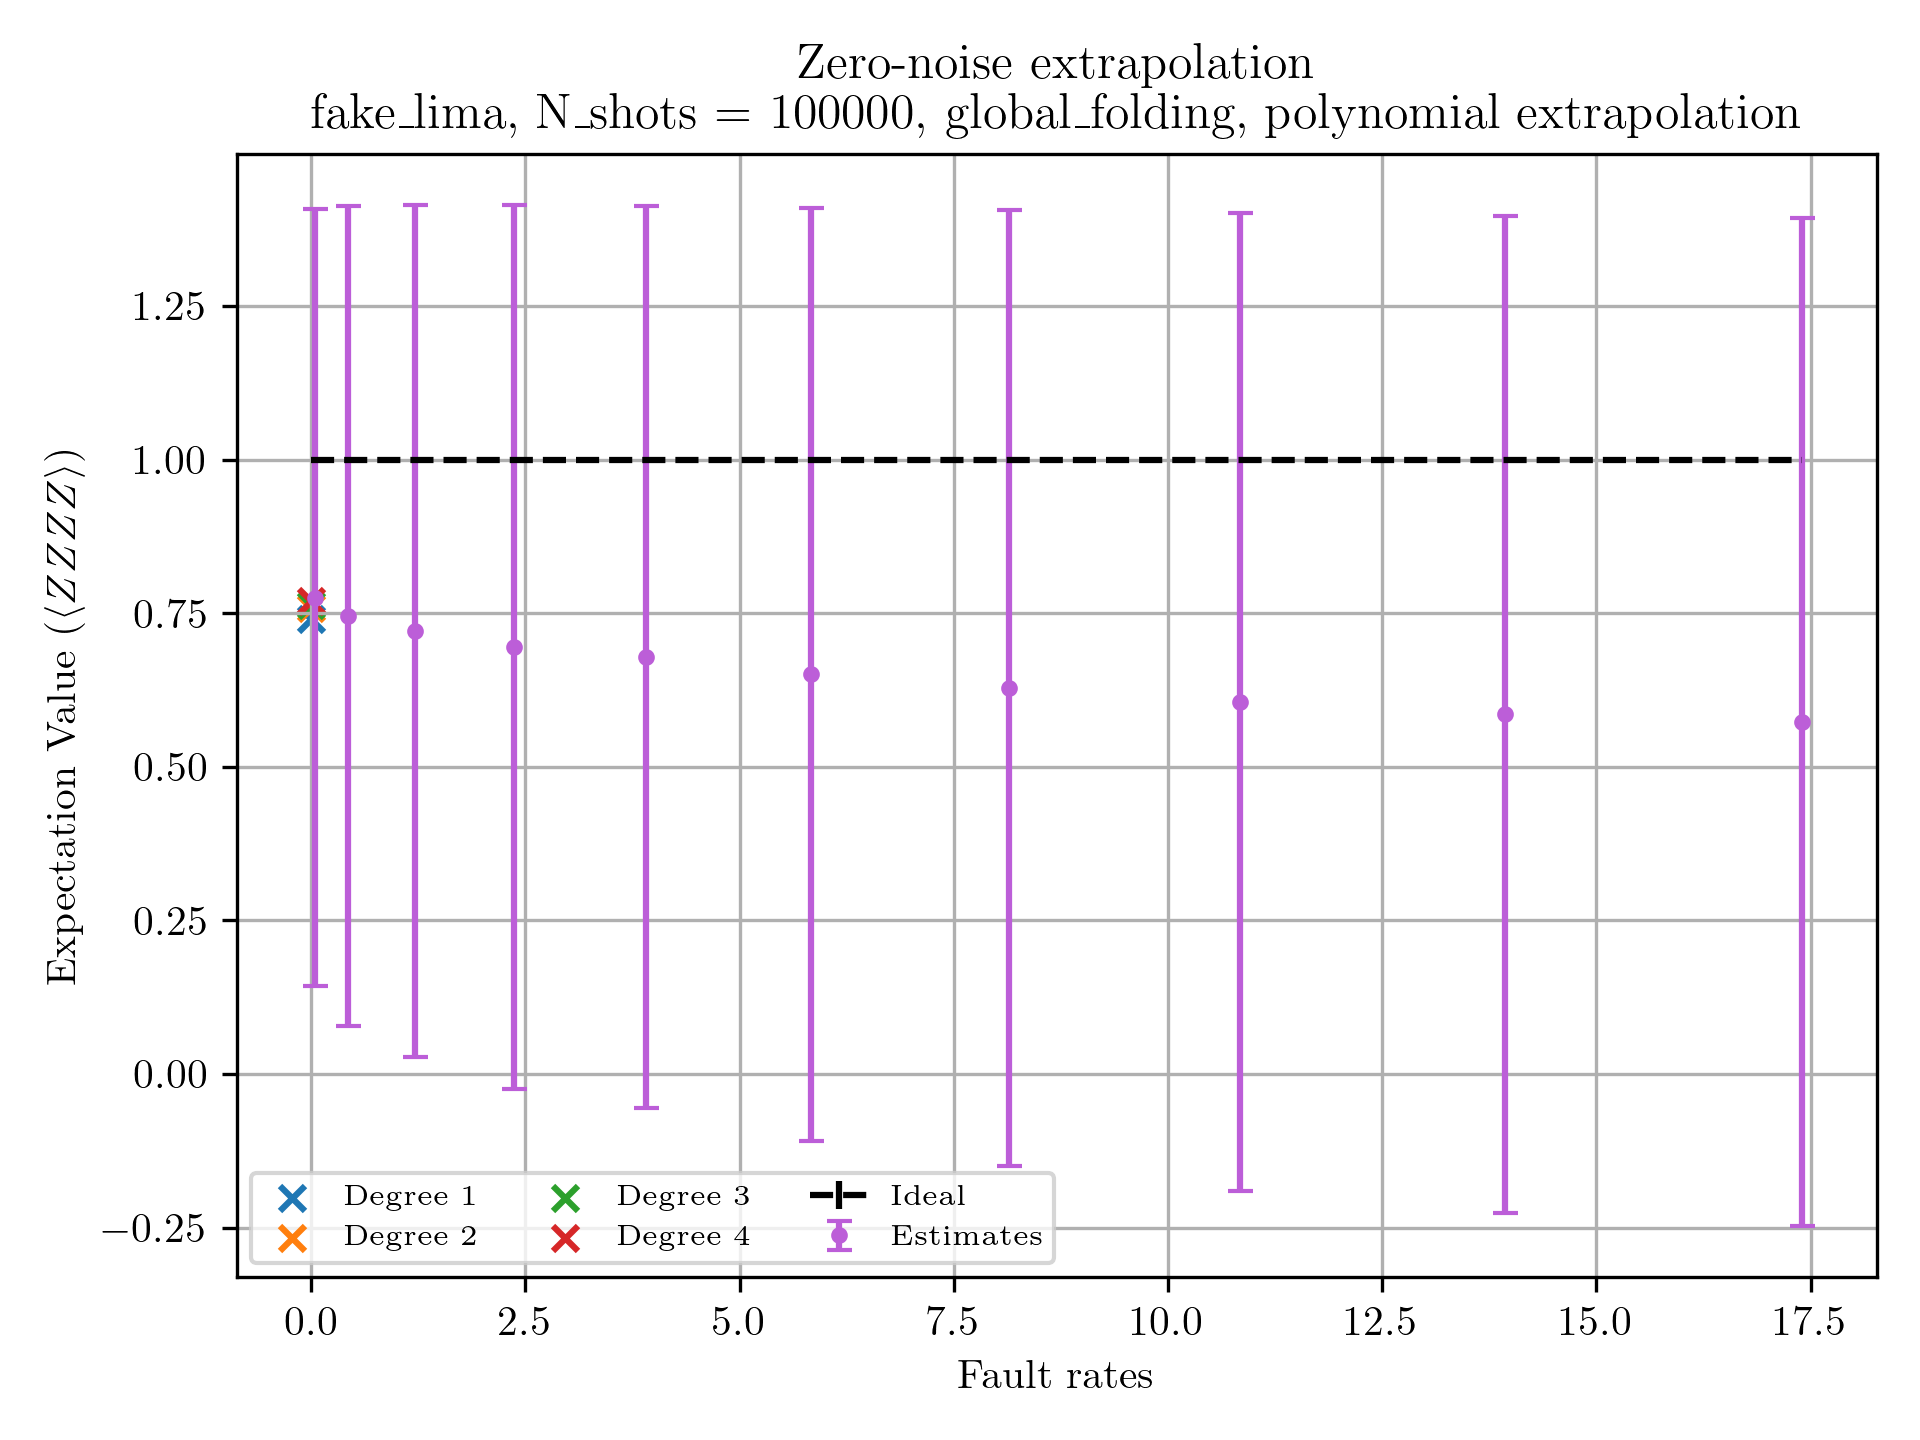 Zero-noise extrapolation
fake_lima, N_shots = 100000, global_folding, polynomial extrapolation
Expectation Value (⟨ZZZZ⟩)
1.25
1.00
0.75
0.50
0.25
0.00
−0.25
Degree 1
Degree 2
Degree 3
Degree 4
Ideal
Estimates
0.0 2.5 5.0 7.5 10.0 12.5 15.0 17.5
Fault rates